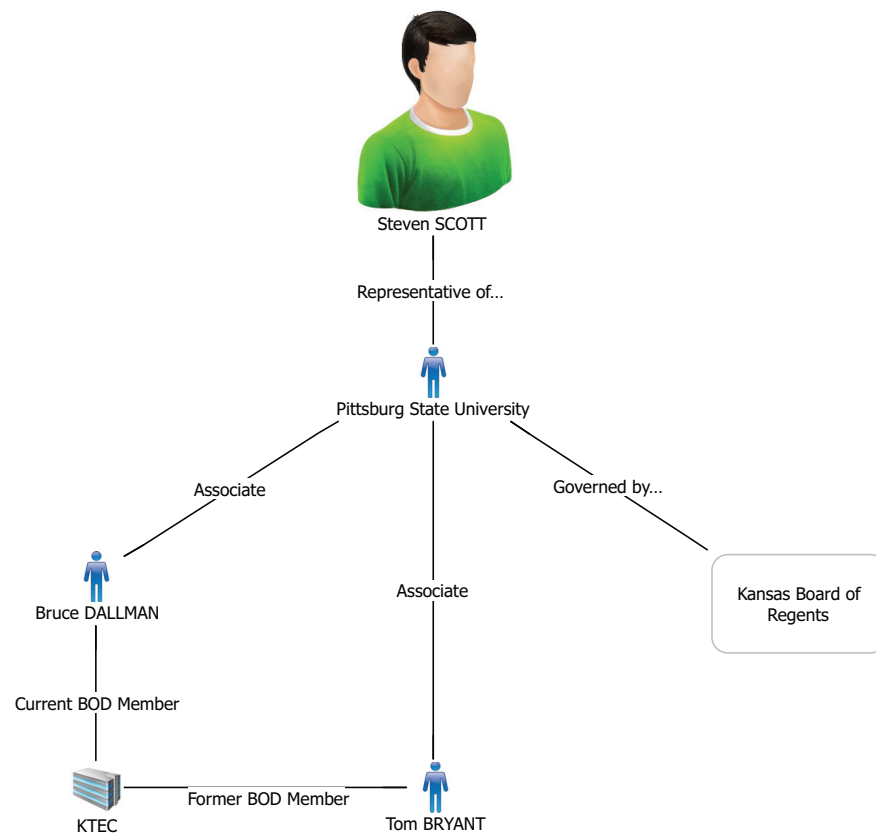 Steven SCOTT
Representative of...
Pittsburg State University
Associate
Governed by...
Associate
Kansas Board of
Regents
Bruce DALLMAN
Current BOD Member
Former BOD Member
KTEC
Tom BRYANT